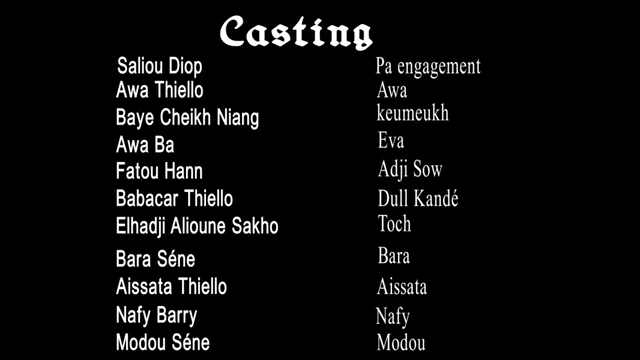 Casting
Saliou Diop Pa engagement
Awa Thiello Awa
Baye Cheikh Niang keumeukh
Awa Ba Eva
Fatou Hann Adji Sow
Babacar Thiello Dull Kandé
Elhadji Alioune Sakho Toch
Bara Séne Bara
Aissata Thiello Aissata
Nafy Barry Nafy
Modou Séne Modou